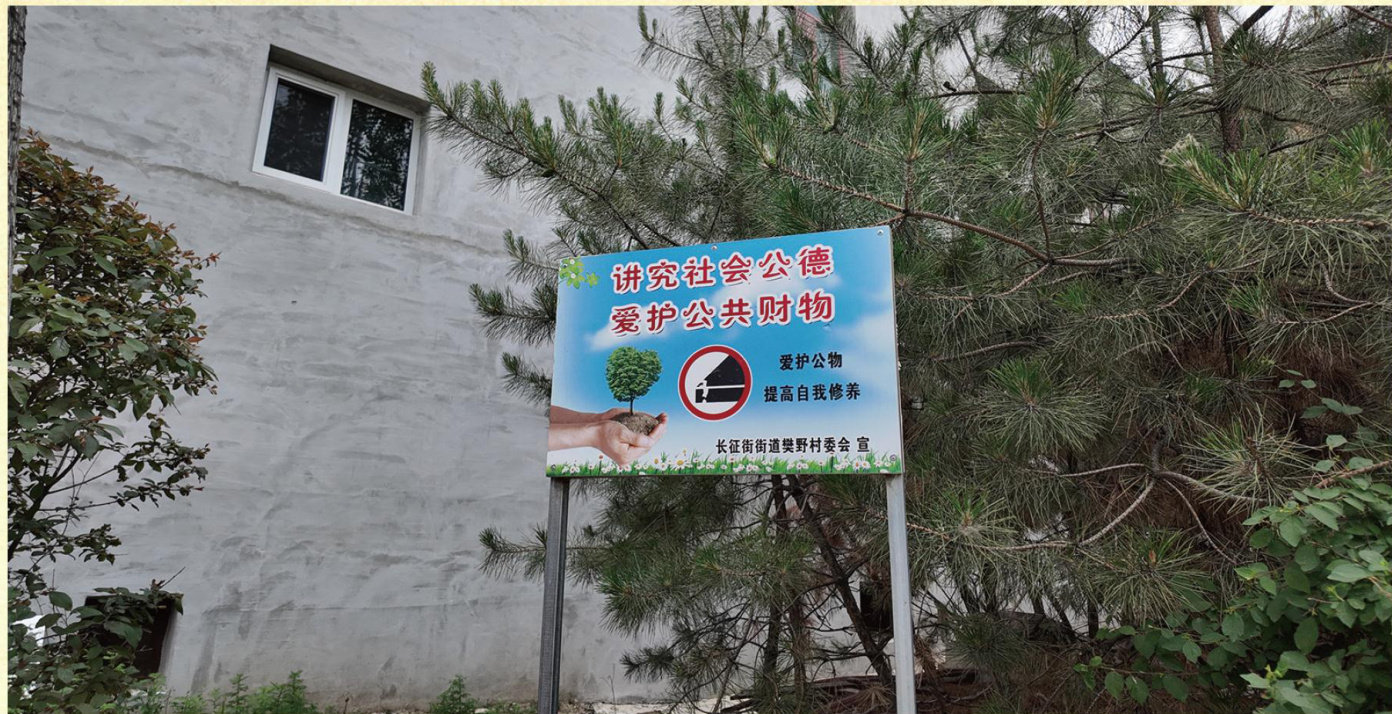 讲究社会公德
爱护公共财物
爱护公物
提高自我修养
长征街街道樊野村委会 宣